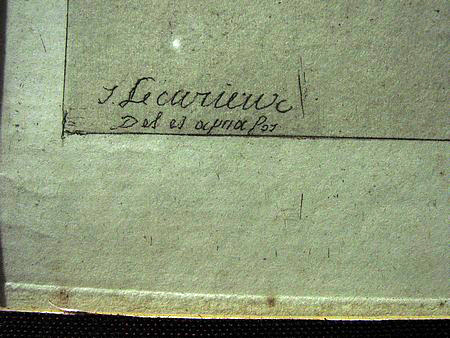 J. Lecurieux
Del et aqua for